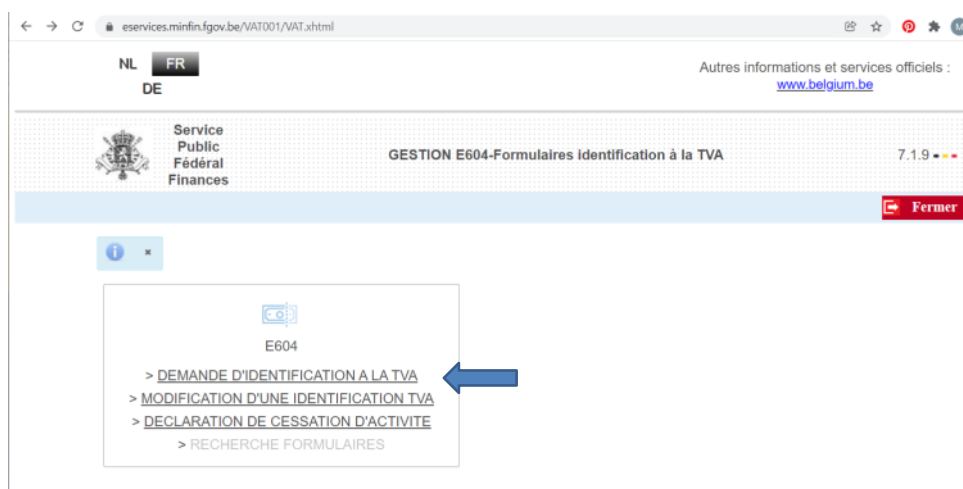 eservices.minfin.fgov.be/VAT001/VAT.xhtml
NL FR
DE
Autres informations et services officiels :
www.belgium.be
Service
Public
Fédéral
Finances
GESTION E604-Formulaires identification à la TVA
7.1.9
Fermer
E604
> DEMANDE D'IDENTIFICATION A LA TVA
> MODIFICATION D'UNE IDENTIFICATION TVA
> DECLARATION DE CESSATION D'ACTIVITE
> RECHERCHE FORMULAIRES